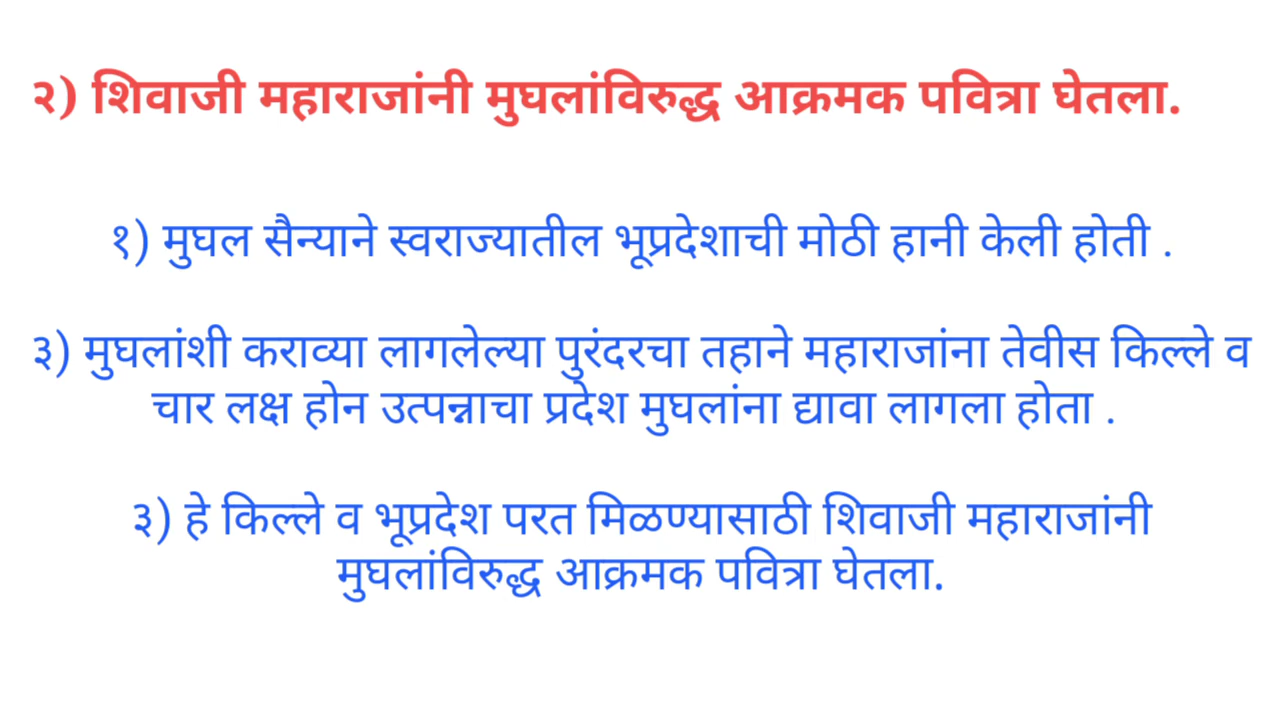 २) शिवाजी महाराजांनी मुघलांविरुद्ध आक्रमक पवित्रा घेतला.
१) मुघल सैन्याने स्वराज्यातील भूप्रदेशाची मोठी हानी केली होती .
३) मुघलांशी कराव्या लागलेल्या पुरंदरचा तहाने महाराजांना तेवीस किल्ले व
चार लक्ष होन उत्पन्नाचा प्रदेश मुघलांना द्यावा लागला होता .
३) हे किल्ले व भूप्रदेश परत मिळण्यासाठी शिवाजी महाराजांनी
मुघलांविरुद्ध आक्रमक पवित्रा घेतला.